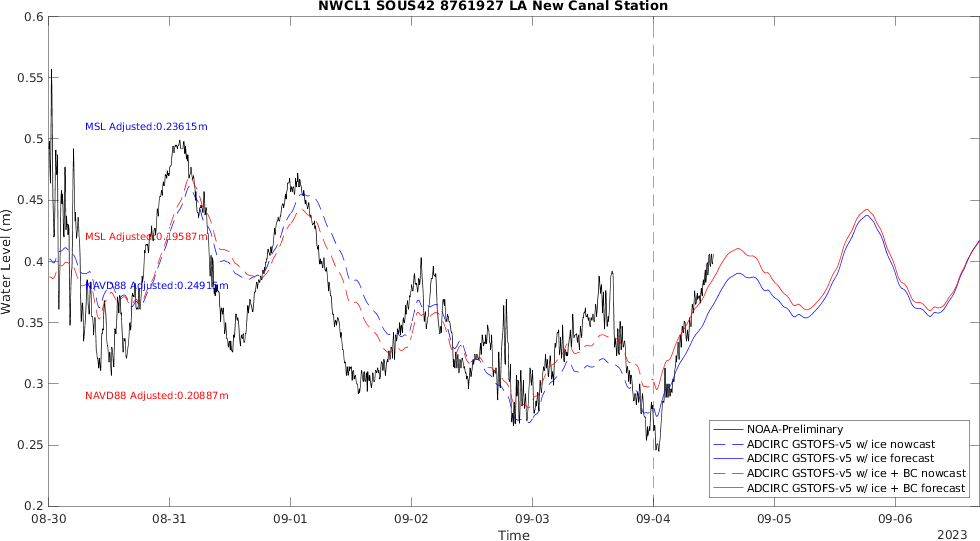 NWCL1 SOUS42 8761927 LA New Canal Station
0.6
0.55
0.5
0.45
0.4
0.35
0.3
0.25
0.2
Water Level (m)
MSL Adjusted:0.23615m
MSL Adjusted:0.19587m
NAVD88 Adjusted:0.24915m
NAVD88 Adjusted:0.20887m
NOAA-Preliminary
ADCIRC GSTOFS-v5 w/ ice nowcast
ADCIRC GSTOFS-v5 w/ ice forecast
ADCIRC GSTOFS-v5 w/ ice + BC nowcast
ADCIRC GSTOFS-v5 w/ ice + BC forecast
08-30 08-31 09-01 09-02 09-03 09-04 09-05 09-06
Time
2023